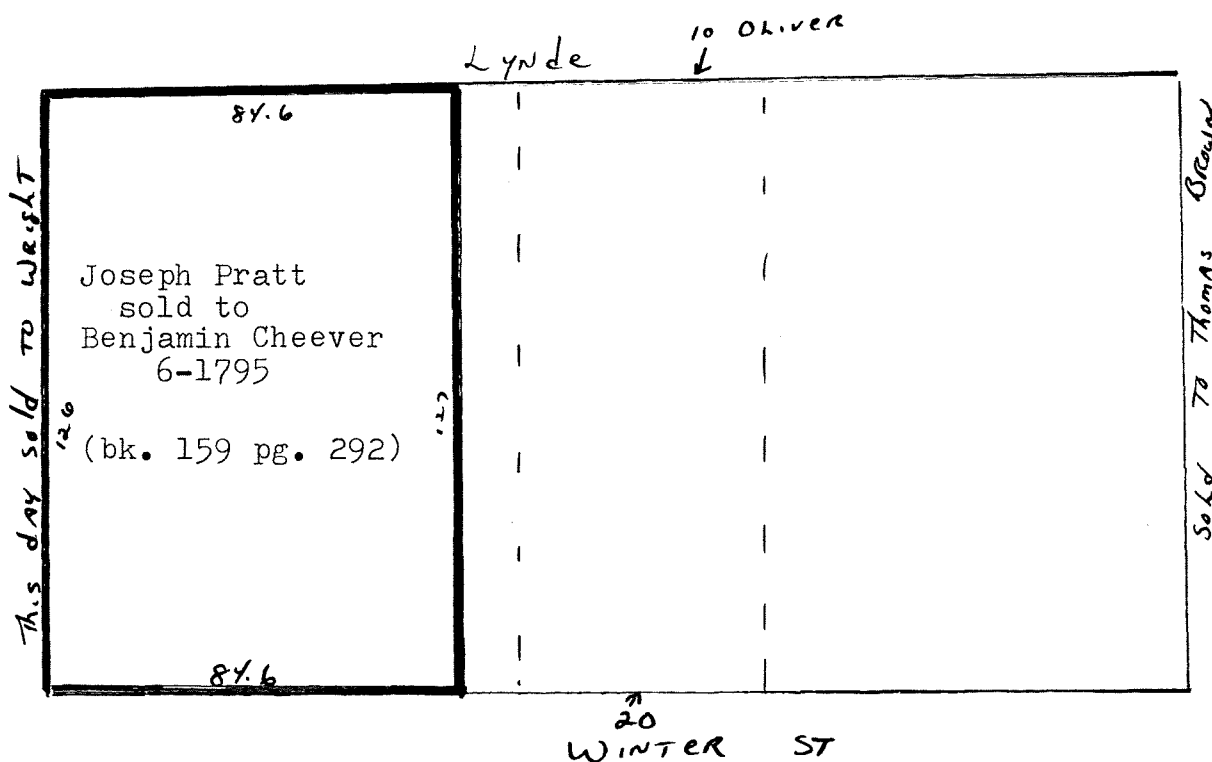 Lynde
10 Oliver
84.6
This day sold to Wright
Joseph Pratt
sold to
Benjamin Cheever
6-1795
126
(bk. 159 pg. 292)
127
Sold To Thomas Brown
84.6
20
WINTER ST